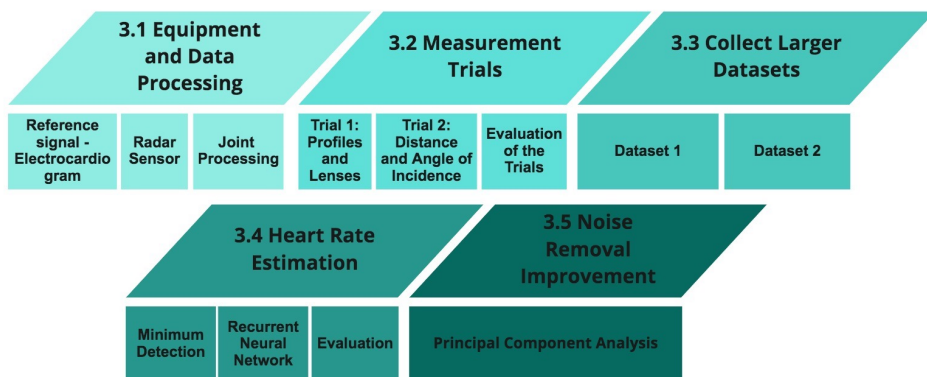 3.1 Equipment
and Data
Processing
3.2 Measurement
Trials
3.3 Collect Larger
Datasets
Reference
signal -
Electrocardio
gram
Radar
Sensor
Joint
Processing
Trial 1:
Profiles
and
Lenses
Trial 2:
Distance
and Angle of
Incidence
Evaluation
of the
Trials
Dataset 1
Dataset 2
3.4 Heart Rate
Estimation
3.5 Noise
Removal
Improvement
Minimum
Detection
Recurrent
Neural
Network
Evaluation
Principal Component Analysis